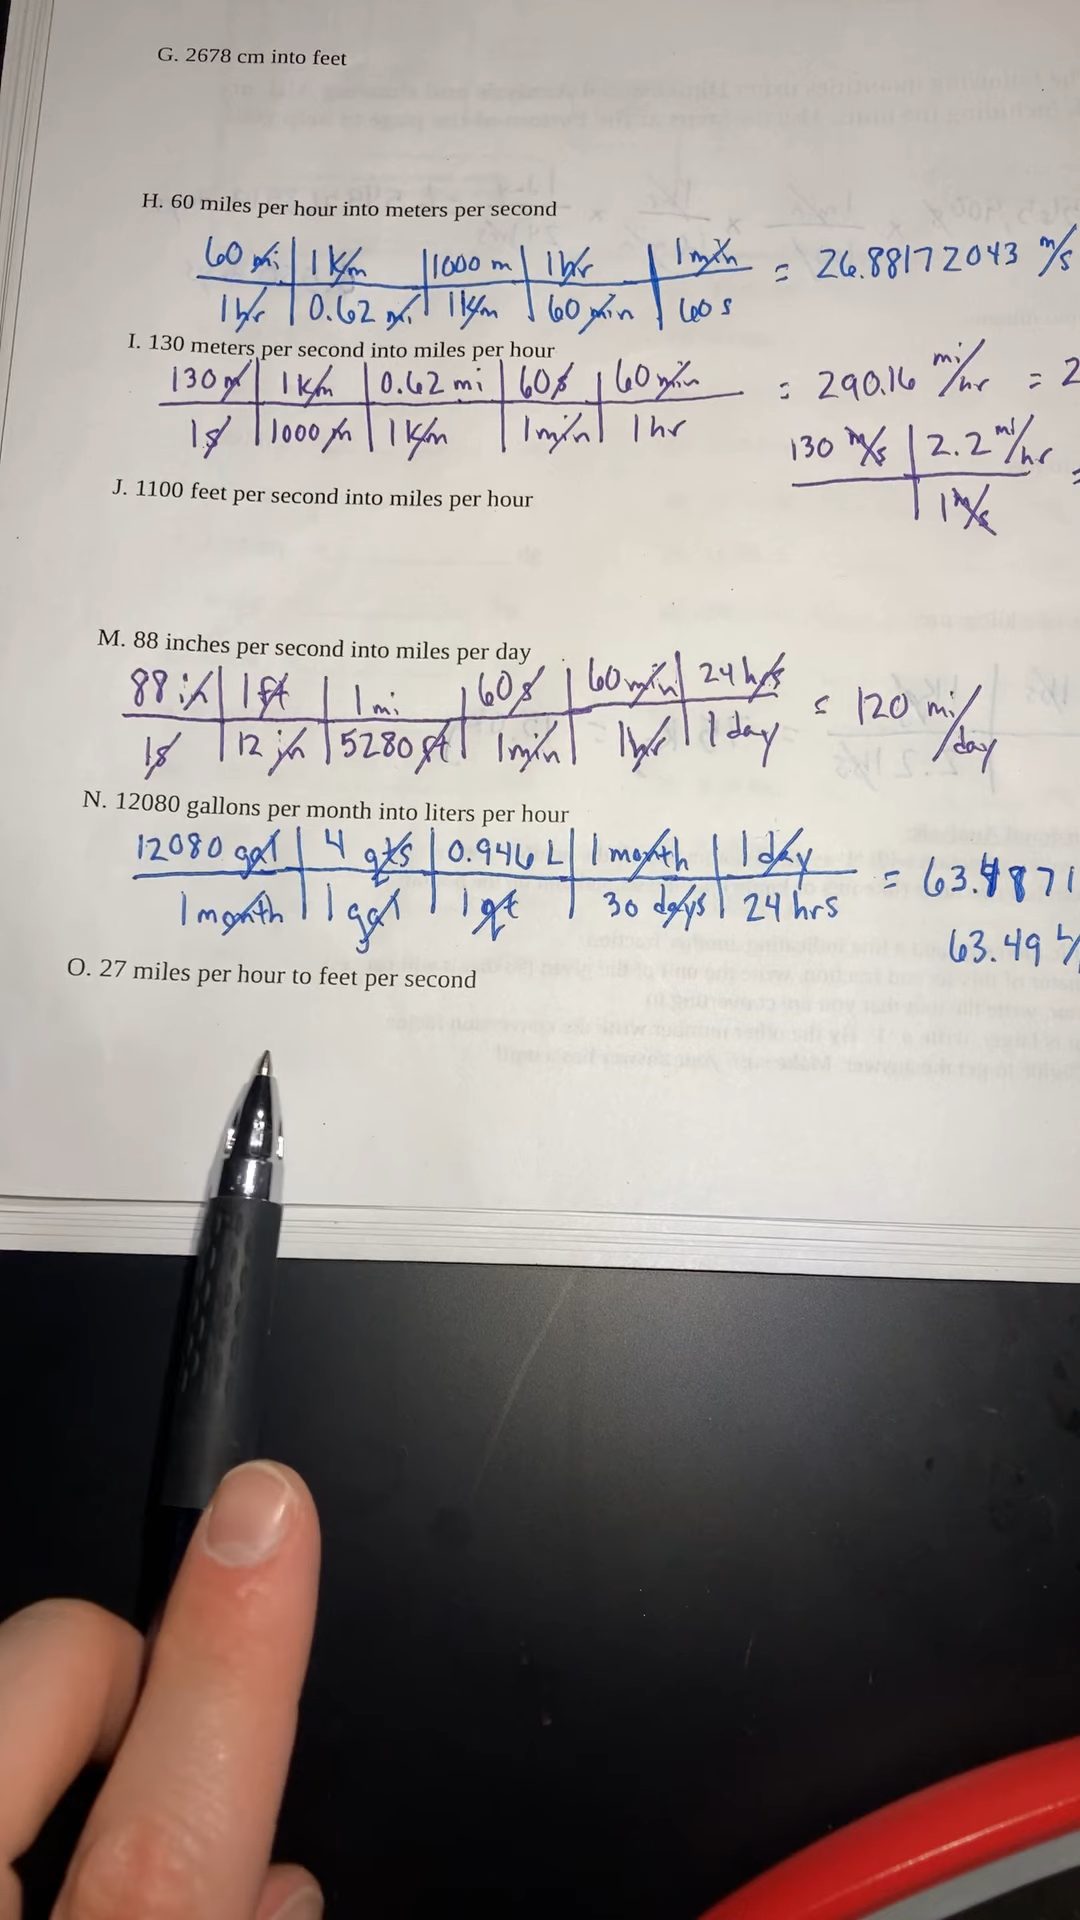 G. 2678 cm into feet
H. 60 miles per hour into meters per second
60 mi | 1 km | 1000 m | 1 hr | 1 min = 26.88172043 m/s
1 hr | 0.62 mi | 1 km | 60 min | 60 s
I. 130 meters per second into miles per hour
130 m | 1 km | 0.62 mi | 60 s | 60 min = 290.16 mi/hr = 2
1 s | 1000 m | 1 km | 1 min | 1 hr
130 m/s | 2.2 mi/hr =
1 m/s
J. 1100 feet per second into miles per hour
M. 88 inches per second into miles per day
88 in | 1 ft | 1 mi | 60 s | 60 min | 24 hrs = 120 mi/day
1 s | 12 in | 5280 ft | 1 min | 1 hr | 1 day
N. 12080 gallons per month into liters per hour
12080 gal | 4 qts | 0.946 L | 1 month | 1 day = 63.4871
1 month | 1 gal | 1 qt | 30 days | 24 hrs
63.49 L/
O. 27 miles per hour to feet per second